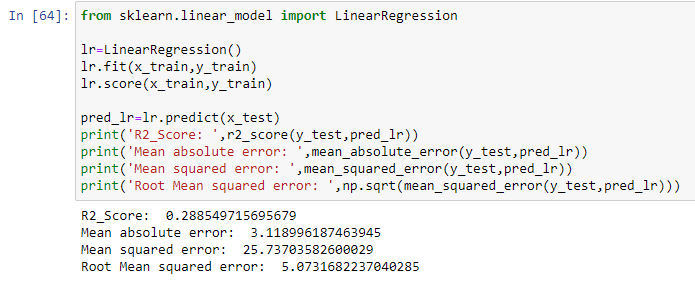 In [64]: from sklearn.linear_model import LinearRegression
lr=LinearRegression()
lr.fit(x_train,y_train)
lr.score(x_train,y_train)
pred_lr=lr.predict(x_test)
print('R2_Score: ',r2_score(y_test,pred_lr))
print('Mean absolute error: ',mean_absolute_error(y_test,pred_lr))
print('Mean squared error: ',mean_squared_error(y_test,pred_lr))
print('Root Mean squared error: ',np.sqrt(mean_squared_error(y_test,pred_lr)))
R2_Score:  0.288549715695679
Mean absolute error:  3.118996187463945
Mean squared error:  25.73703582600029
Root Mean squared error:  5.0731682237040285